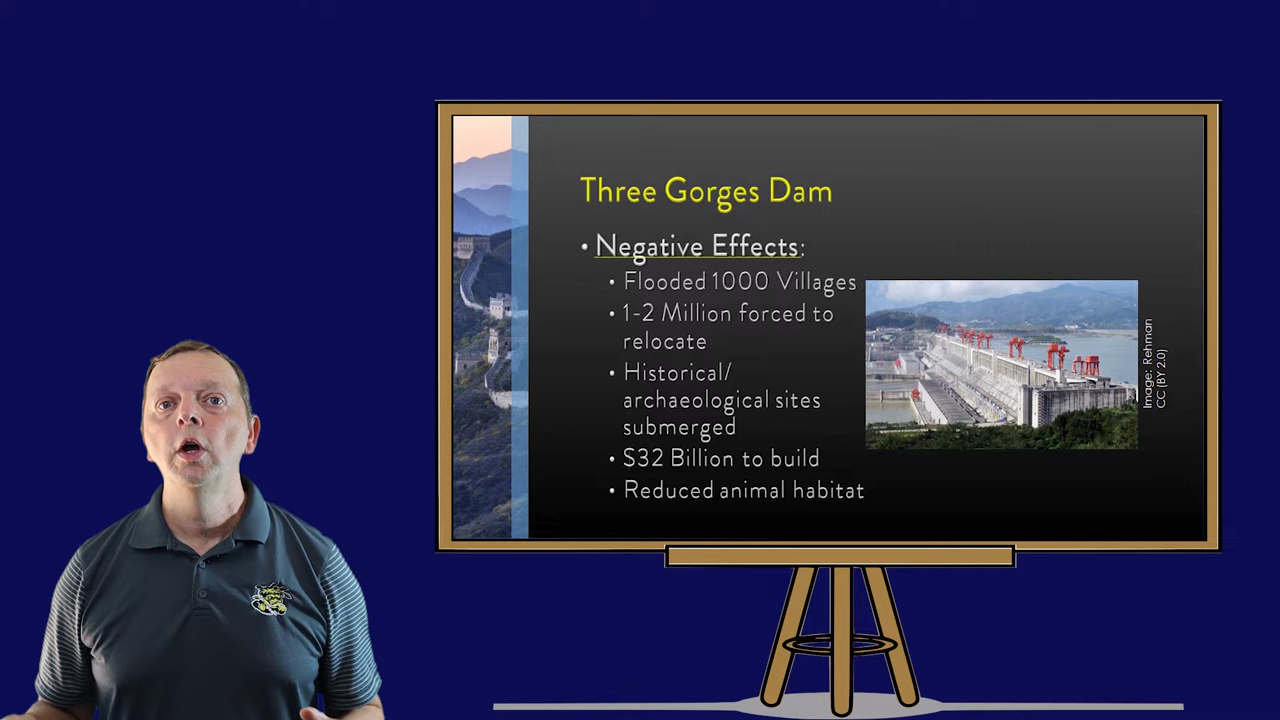 Three Gorges Dam
• Negative Effects:
• Flooded 1000 Villages
• 1-2 Million forced to
relocate
• Historical/
archaeological sites
submerged
• $32 Billion to build
• Reduced animal habitat
Image: Rehman
CC (BY 2.0)